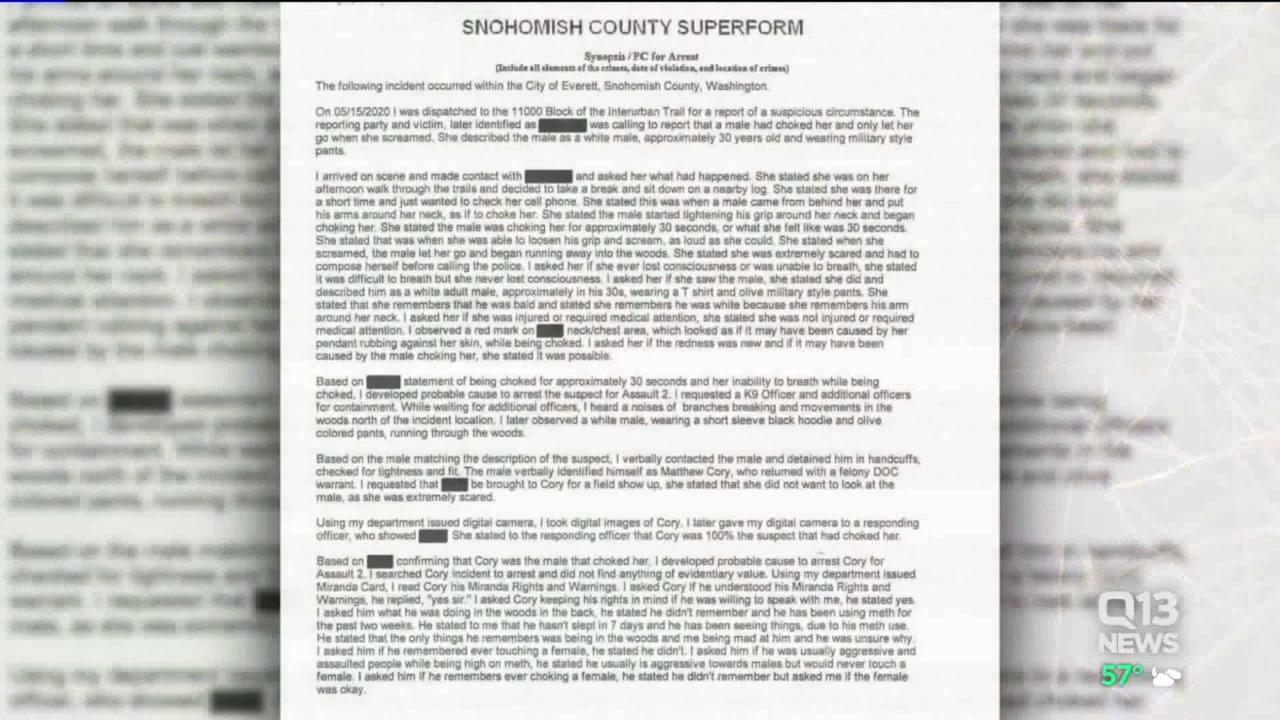 SNOHOMISH COUNTY SUPERFORM
Synopsis / PC for Arrest
(Include all elements of the crimes, date of violation, and location of crimes)
The following incident occurred within the City of Everett, Snohomish County, Washington.
On 05/15/2020 I was dispatched to the 11000 Block of the Interurban Trail for a report of a suspicious circumstance. The
reporting party and victim, later identified as was calling to report that a male had choked her and only let her
go when she screamed. She described the male as a white male, approximately 30 years old and wearing military style
pants.
I arrived on scene and made contact with and asked her what had happened. She stated she was on her
afternoon walk through the trails and decided to take a break and sit down on a nearby log. She stated she was there for
a short time and just wanted to check her cell phone. She stated this was when a male came from behind her and put
his arms around her neck, as if to choke her. She stated the male started tightening his grip around her neck and began
choking her. She stated the male was choking her for approximately 30 seconds, or what she felt like was 30 seconds.
She stated that was when she was able to loosen his grip and scream, as loud as she could. She stated when she
screamed, the male let her go and began running away into the woods. She stated she was extremely scared and had to
compose herself before calling the police. I asked her if she ever lost consciousness or was unable to breath, she stated
it was difficult to breath but she never lost consciousness. I asked her if she saw the male, she stated she did and
described him as a white adult male, approximately in his 30s, wearing a T shirt and olive military style pants. She
stated that she remembers that he was bald and stated she remembers he was white because she remembers his arm
around her neck. I asked her if she was injured or required medical attention, she stated she was not injured or required
medical attention. I observed a red mark on neck/chest area, which looked as if it may have been caused by her
pendant rubbing against her skin, while being choked. I asked her if the redness was new and if it may have been
caused by the male choking her, she stated it was possible.
Based on statement of being choked for approximately 30 seconds and her inability to breath while being
choked, I developed probable cause to arrest the suspect for Assault 2. I requested a K9 Officer and additional officers
for containment. While waiting for additional officers, I heard a noises of branches breaking and movements in the
woods north of the incident location. I later observed a white male, wearing a short sleeve black hoodie and olive
colored pants, running through the woods.
Based on the male matching the description of the suspect, I verbally contacted the male and detained him in handcuffs,
checked for tightness and fit. The male verbally identified himself as Matthew Cory, who returned with a felony DOC
warrant. I requested that be brought to Cory for a field show up, she stated that she did not want to look at the
male, as she was extremely scared.
Using my department issued digital camera, I took digital images of Cory. I later gave my digital camera to a responding
officer, who showed She stated to the responding officer that Cory was 100% the suspect that had choked her.
Based on confirming that Cory was the male that choked her, I developed probable cause to arrest Cory for
Assault 2. I searched Cory incident to arrest and did not find anything of evidentiary value. Using my department issued
Miranda Card, I read Cory his Miranda Rights and Warnings. I asked Cory if he understood his Miranda Rights and
Warnings, he replied, "yes sir." I asked Cory keeping his rights in mind if he was willing to speak with me, he stated yes.
I asked him what he was doing in the woods in the back, he stated he didn't remember and he has been using meth for
the past two weeks. He stated to me that he hasn't slept in 7 days and he has been seeing things, due to his meth use.
He stated that the only things he remembers was being in the woods and me being mad at him and he was unsure why.
I asked him if he remembered ever touching a female, he stated he didn't. I asked him if he was usually aggressive and
assaulted people while being high on meth, he stated he usually is aggressive towards males but would never touch a
female. I asked him if he remembers ever choking a female, he stated he didn't remember but asked me if the female
was okay.
Q13
NEWS
57°